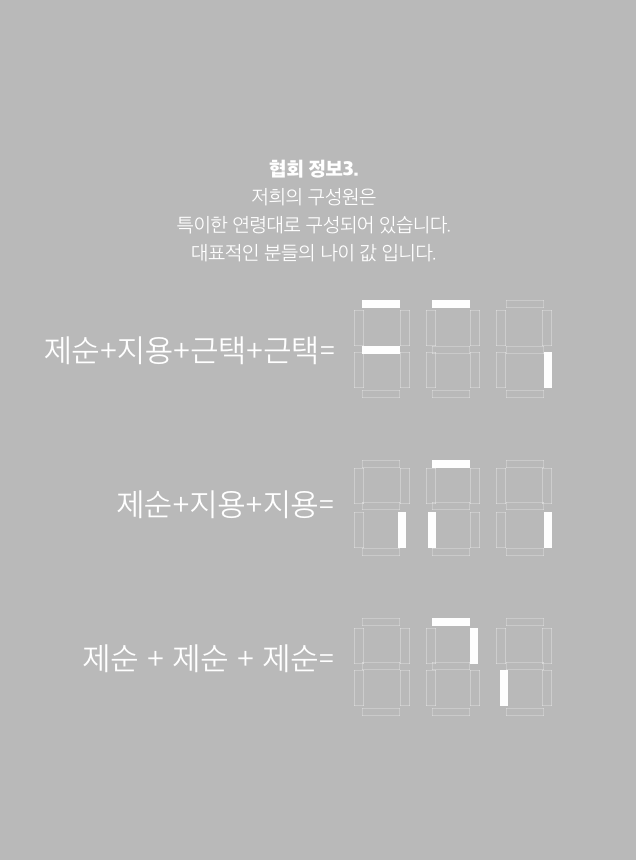 협회 정보3.
저희의 구성원은
특이한 연령대로 구성되어 있습니다.
대표적인 분들의 나이 값 입니다.
제순+지용+근택+근택=
제순+지용+지용=
제순 + 제순 + 제순=